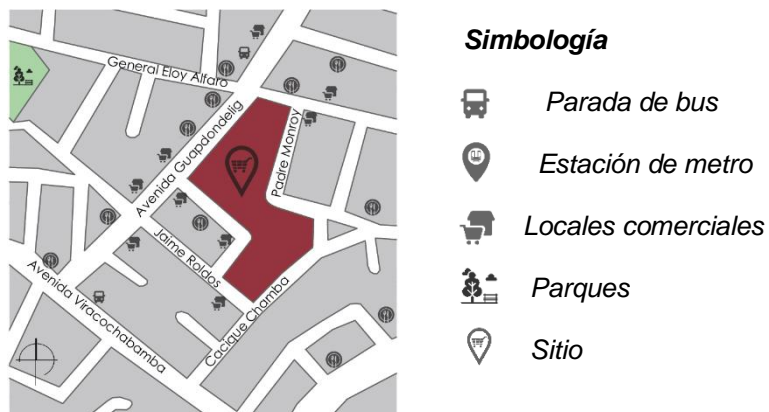 General Eloy Alfaro
Avenida Guapdondelig
Padre Monroy
Jaime Roldos
Avenida Viracochabamba
Cacique Chamba
Simbología
Parada de bus
Estación de metro
Locales comerciales
Parques
Sitio